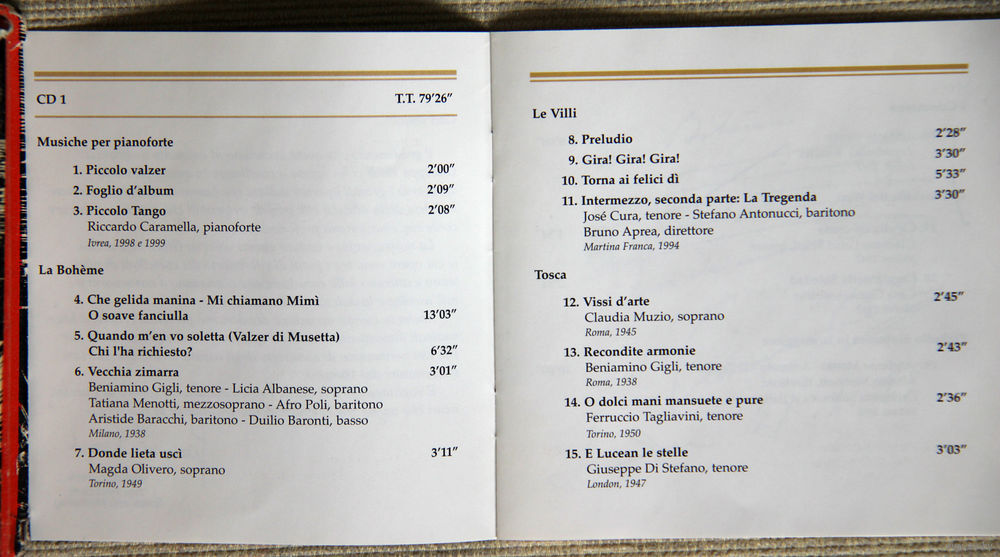 CD 1 T.T. 79'26"
Musiche per pianoforte
1. Piccolo valzer 2'00"
2. Foglio d'album 2'09"
3. Piccolo Tango 2'08"
Riccardo Caramella, pianoforte
Ivrea, 1998 e 1999
La Bohème
4. Che gelida manina - Mi chiamano Mimì
O soave fanciulla 13'03"
5. Quando m'en vo soletta (Valzer di Musetta)
Chi l'ha richiesto? 6'32"
6. Vecchia zimarra 3'01"
Beniamino Gigli, tenore - Licia Albanese, soprano
Tatiana Menotti, mezzosoprano - Afro Poli, baritono
Aristide Baracchi, baritono - Duilio Baronti, basso
Milano, 1938
7. Donde lieta uscì 3'11"
Magda Olivero, soprano
Torino, 1949
Le Villi
8. Preludio 2'28"
9. Gira! Gira! Gira! 3'30"
10. Torna ai felici dì 5'33"
11. Intermezzo, seconda parte: La Tregenda 3'30"
José Cura, tenore - Stefano Antonucci, baritono
Bruno Aprea, direttore
Martina Franca, 1994
Tosca
12. Vissi d'arte 2'45"
Claudia Muzio, soprano
Roma, 1945
13. Recondite armonie 2'43"
Beniamino Gigli, tenore
Roma, 1938
14. O dolci mani mansuete e pure 2'36"
Ferruccio Tagliavini, tenore
Torino, 1950
15. E Lucean le stelle 3'03"
Giuseppe Di Stefano, tenore
London, 1947